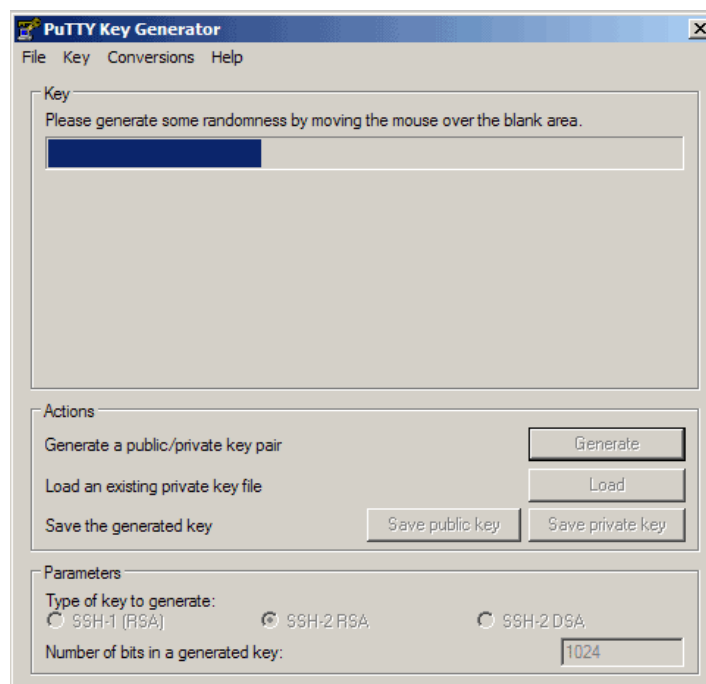 PuTTY Key Generator
File Key Conversions Help
Key
Please generate some randomness by moving the mouse over the blank area.
Actions
Generate a public/private key pair Generate
Load an existing private key file Load
Save the generated key Save public key Save private key
Parameters
Type of key to generate:
SSH-1 (RSA) SSH-2 RSA SSH-2 DSA
Number of bits in a generated key: 1024